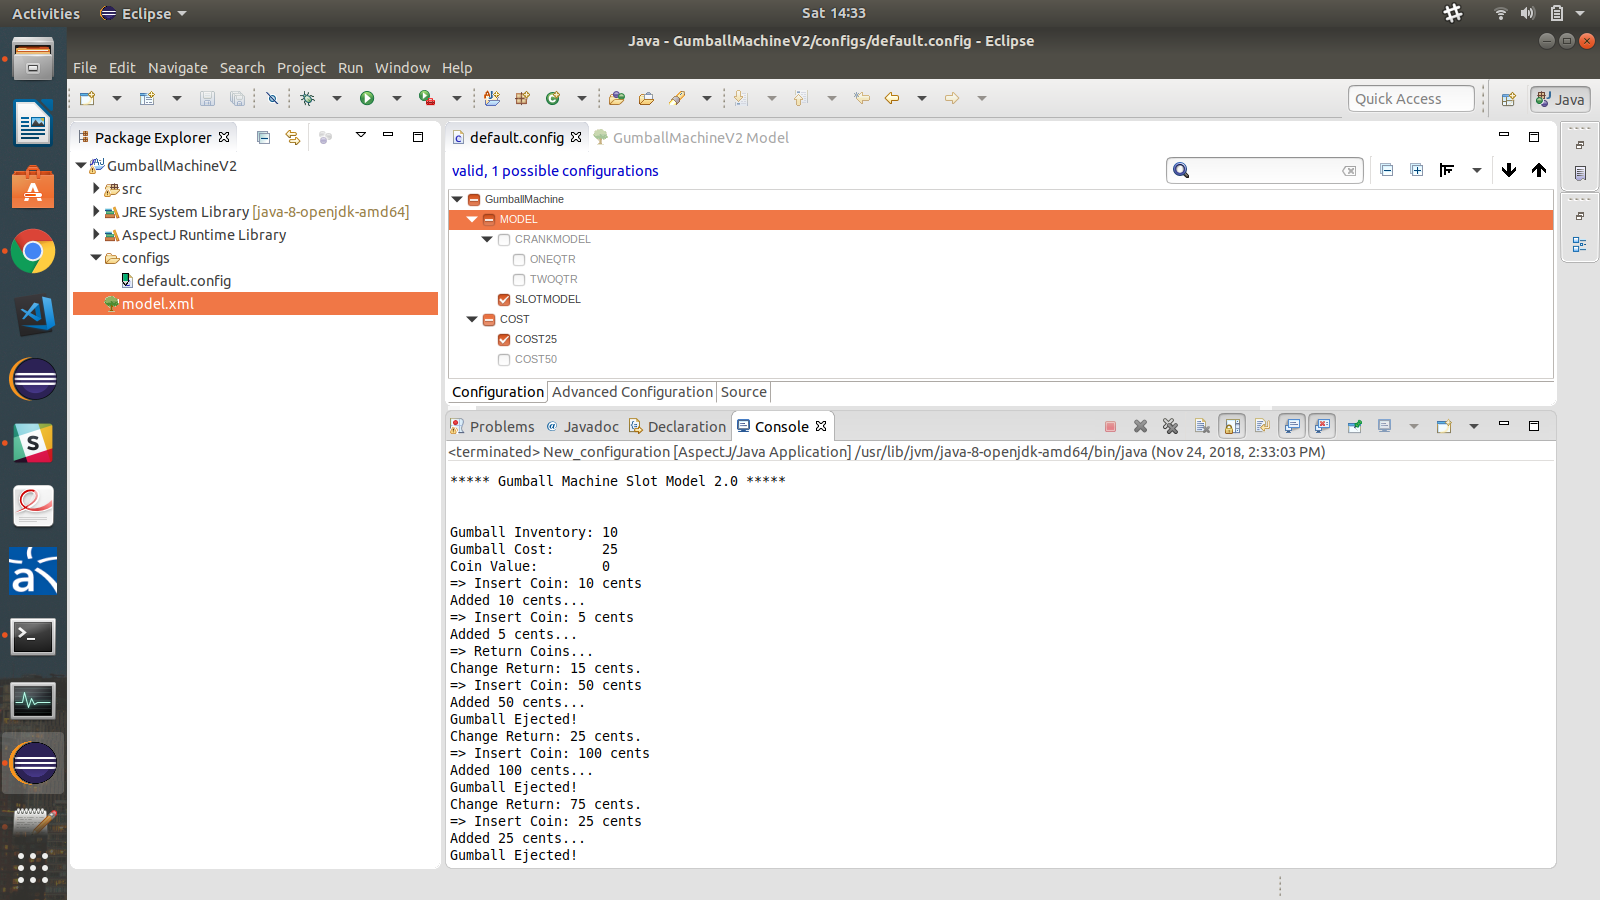 Activities Eclipse Sat 14:33
Java - GumballMachineV2/configs/default.config - Eclipse
File Edit Navigate Search Project Run Window Help
Quick Access Java
Package Explorer
GumballMachineV2
src
JRE System Library [java-8-openjdk-amd64]
AspectJ Runtime Library
configs
default.config
model.xml
default.config GumballMachineV2 Model
valid, 1 possible configurations
GumballMachine
MODEL
CRANKMODEL
ONEQTR
TWOQTR
SLOTMODEL
COST
COST25
COST50
Configuration Advanced Configuration Source
Problems Javadoc Declaration Console
<terminated> New_configuration [AspectJ/Java Application] /usr/lib/jvm/java-8-openjdk-amd64/bin/java (Nov 24, 2018, 2:33:03 PM)
***** Gumball Machine Slot Model 2.0 *****
Gumball Inventory: 10
Gumball Cost: 25
Coin Value: 0
=> Insert Coin: 10 cents
Added 10 cents...
=> Insert Coin: 5 cents
Added 5 cents...
=> Return Coins...
Change Return: 15 cents.
=> Insert Coin: 50 cents
Added 50 cents...
Gumball Ejected!
Change Return: 25 cents.
=> Insert Coin: 100 cents
Added 100 cents...
Gumball Ejected!
Change Return: 75 cents.
=> Insert Coin: 25 cents
Added 25 cents...
Gumball Ejected!